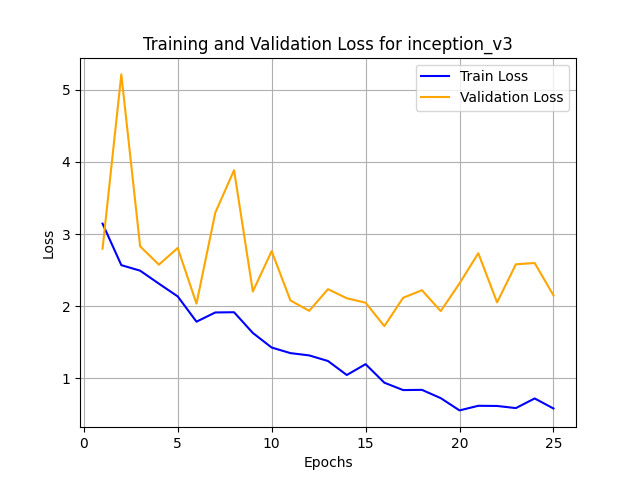 Training and Validation Loss for inception_v3
Train Loss
Validation Loss
Loss
5
4
3
2
1
0
5
10
15
20
25
Epochs